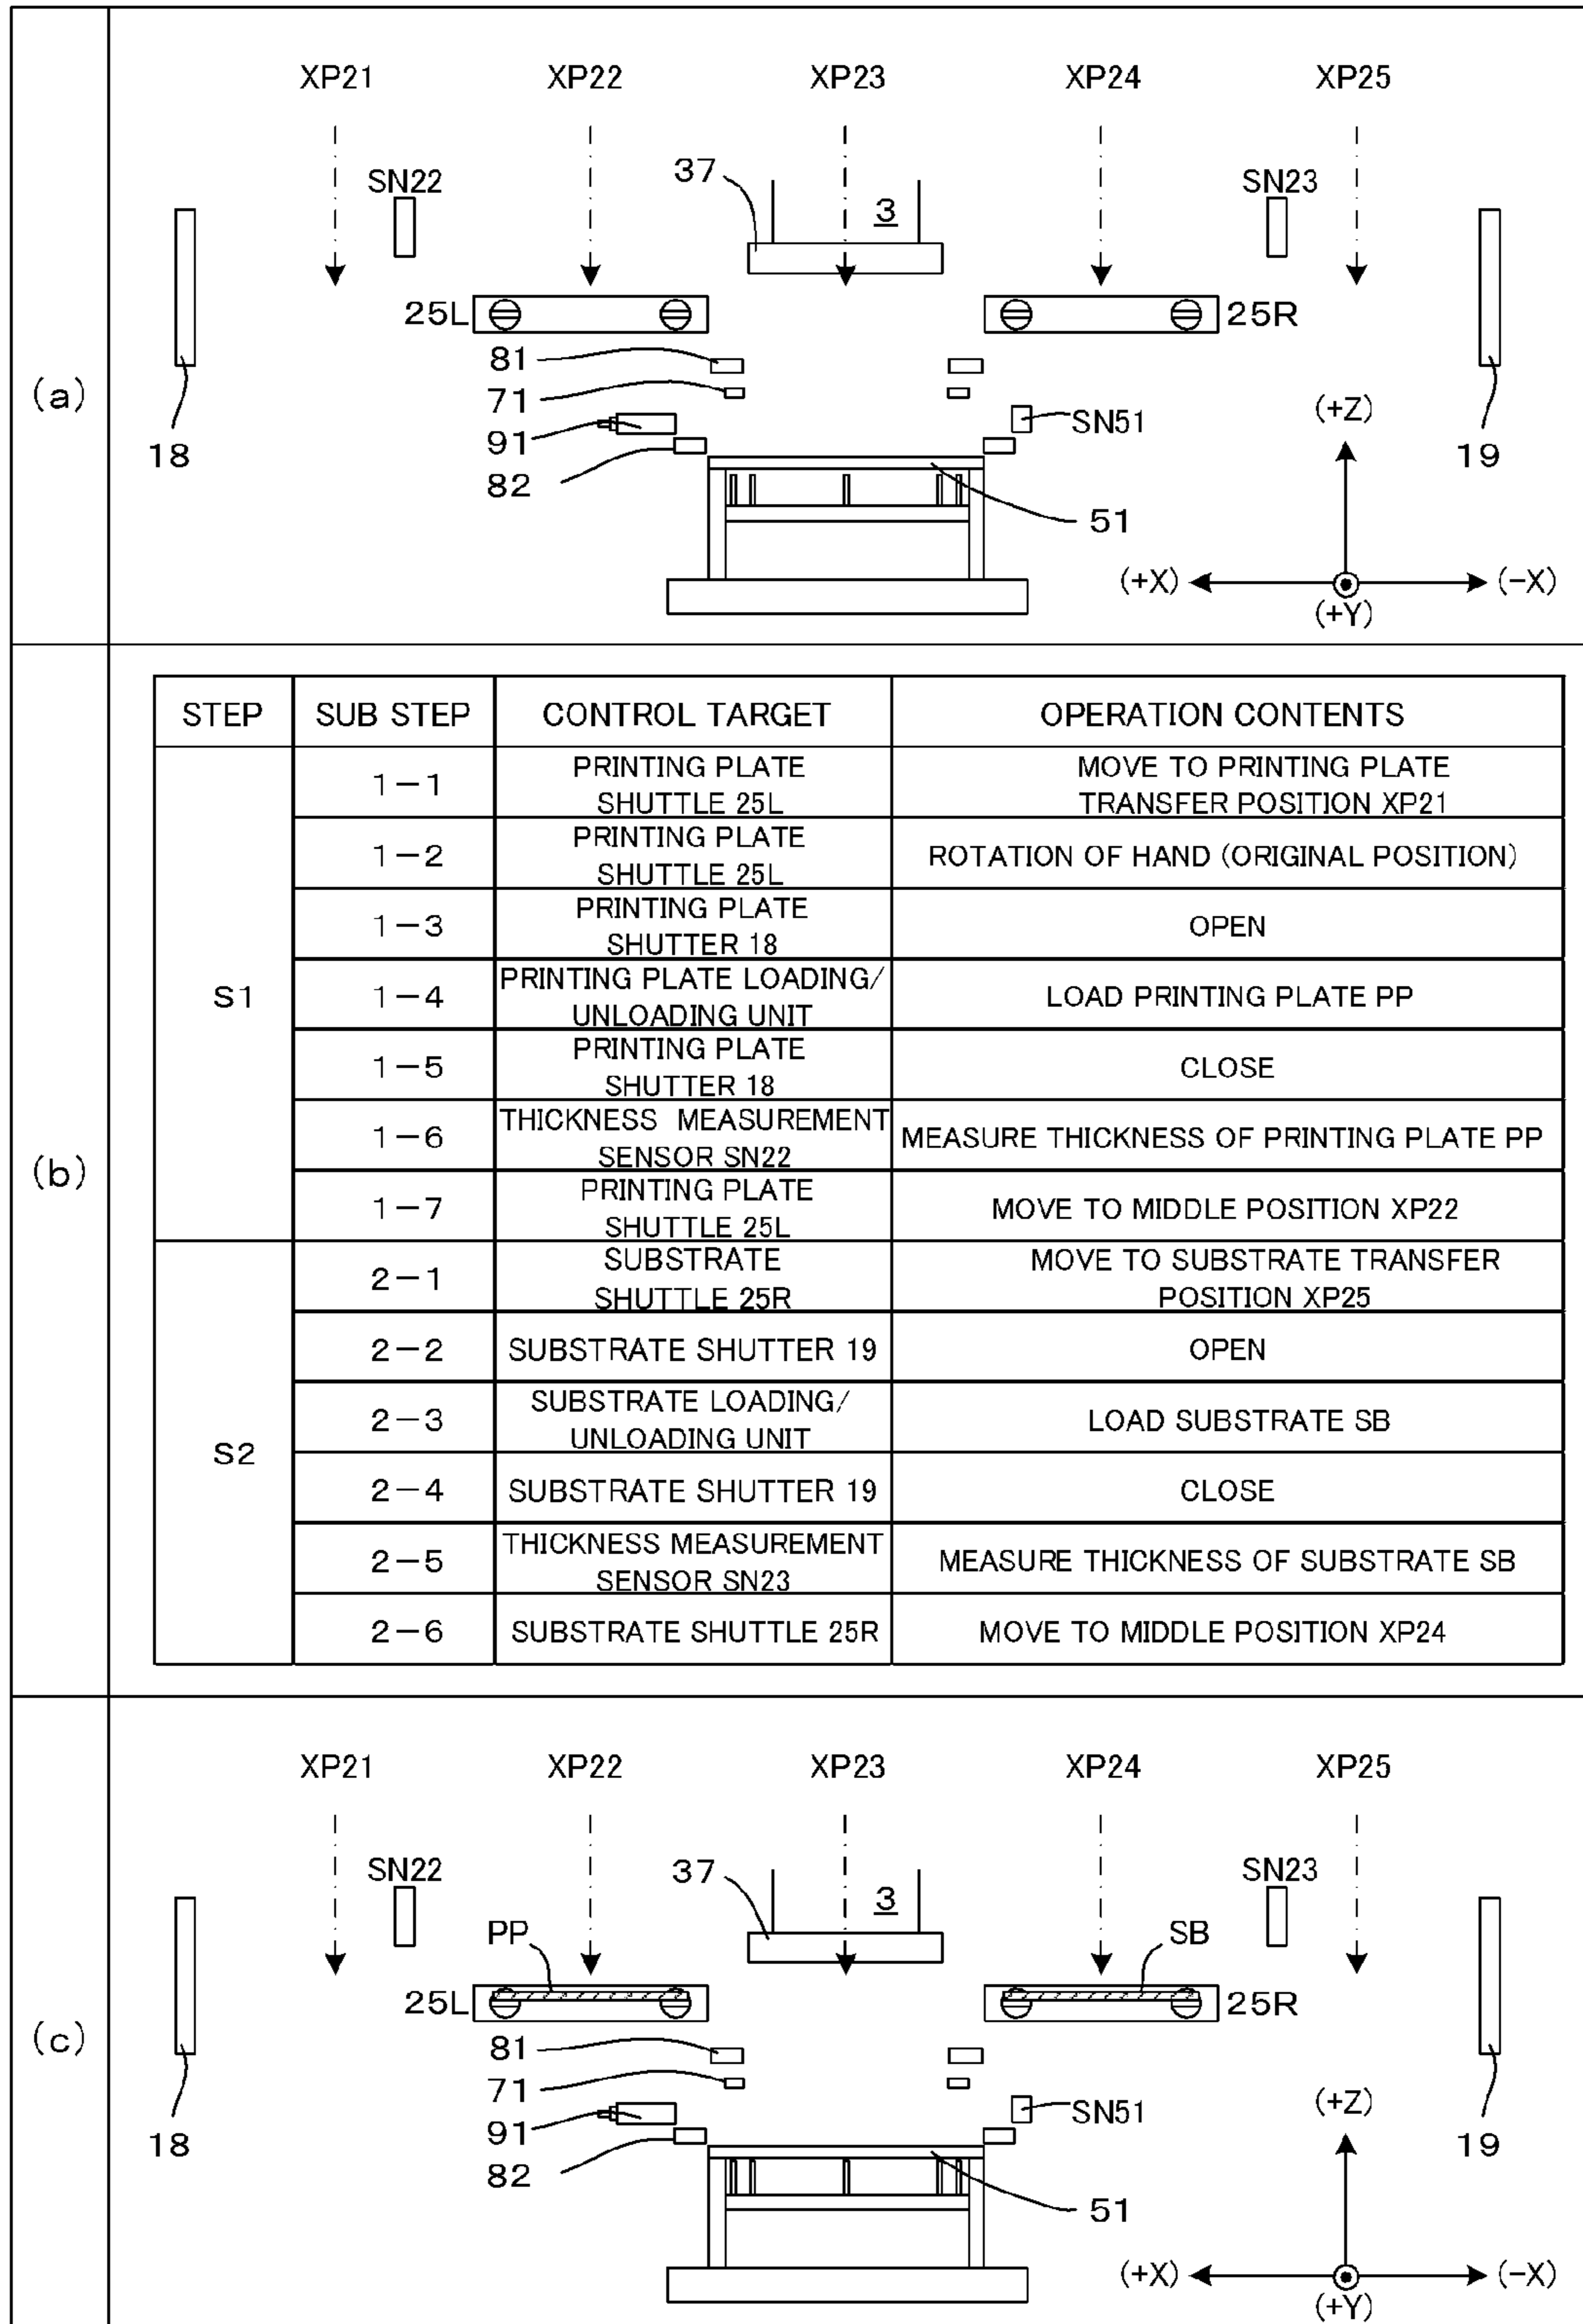 (a)
XP21 XP22 XP23 XP24 XP25
SN22 37 3 SN23
25L 25R
81
71
91 SN51
82
18 19
51
(+Z)
(+X) (-X)
(+Y)
(b)
STEP SUB STEP CONTROL TARGET OPERATION CONTENTS
S1
1-1 PRINTING PLATE
SHUTTLE 25L
MOVE TO PRINTING PLATE
TRANSFER POSITION XP21
1-2 PRINTING PLATE
SHUTTLE 25L
ROTATION OF HAND (ORIGINAL POSITION)
1-3 PRINTING PLATE
SHUTTER 18
OPEN
1-4 PRINTING PLATE LOADING/
UNLOADING UNIT
LOAD PRINTING PLATE PP
1-5 PRINTING PLATE
SHUTTER 18
CLOSE
1-6 THICKNESS MEASUREMENT
SENSOR SN22
MEASURE THICKNESS OF PRINTING PLATE PP
1-7 PRINTING PLATE
SHUTTLE 25L
MOVE TO MIDDLE POSITION XP22
S2
2-1 SUBSTRATE
SHUTTLE 25R
MOVE TO SUBSTRATE TRANSFER
POSITION XP25
2-2 SUBSTRATE SHUTTER 19 OPEN
2-3 SUBSTRATE LOADING/
UNLOADING UNIT
LOAD SUBSTRATE SB
2-4 SUBSTRATE SHUTTER 19 CLOSE
2-5 THICKNESS MEASUREMENT
SENSOR SN23
MEASURE THICKNESS OF SUBSTRATE SB
2-6 SUBSTRATE SHUTTLE 25R MOVE TO MIDDLE POSITION XP24
(c)
XP21 XP22 XP23 XP24 XP25
SN22 37 3 SN23
PP SB
25L 25R
81
71
91 SN51
82
18 19
51
(+Z)
(+X) (-X)
(+Y)